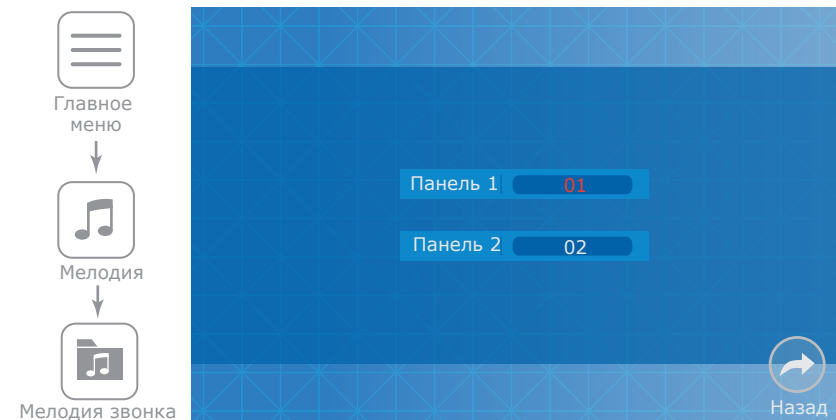 Главное
меню
Мелодия
Мелодия звонка
Панель 1 01
Панель 2 02
Назад